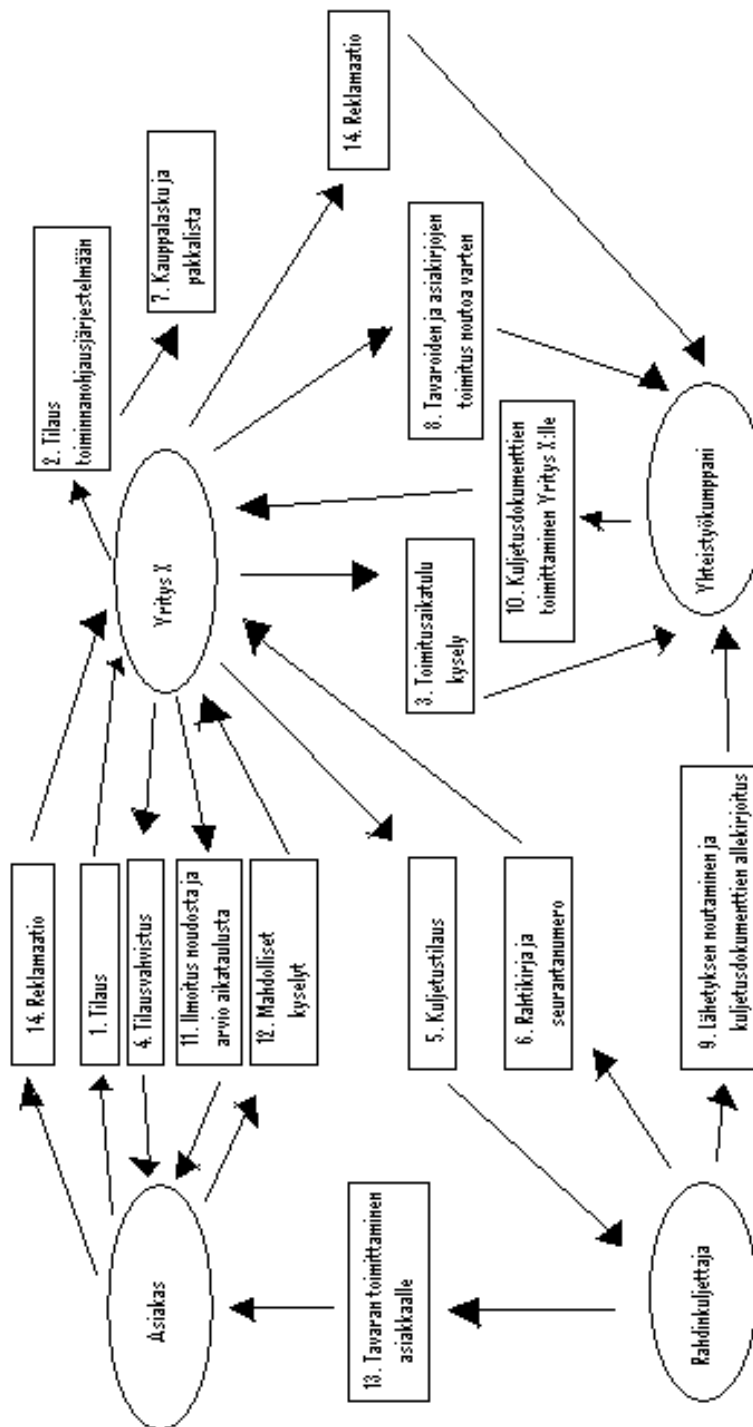 14. Reklamaatio
1. Tilaus
4. Tilausvahvistus
11. Ilmoitus noudosta ja
arvio aikataulusta
12. Mahdolliset
kyselyt
Asiakas
Yritys X
2. Tilaus
toiminnanohjausjärjestelmään
7. Kauppalasku ja
pakkalista
14. Reklamaatio
5. Kuljetustilaus
6. Rahtikirja ja
seurantanumero
13. Tavaran toimittaminen
asiakkaalle
3. Toimitusaikatulu
kysely
10. Kuljetusdokumenttien
toimittaminen Yritys X:lle
8. Tavaroiden ja asiakirjojen
toimitus noutoa varten
Rahdinkuljettaja
9. Lähetyksen noutaminen ja
kuljetusdokumenttien allekirjoitus
Yhteistyökumppani